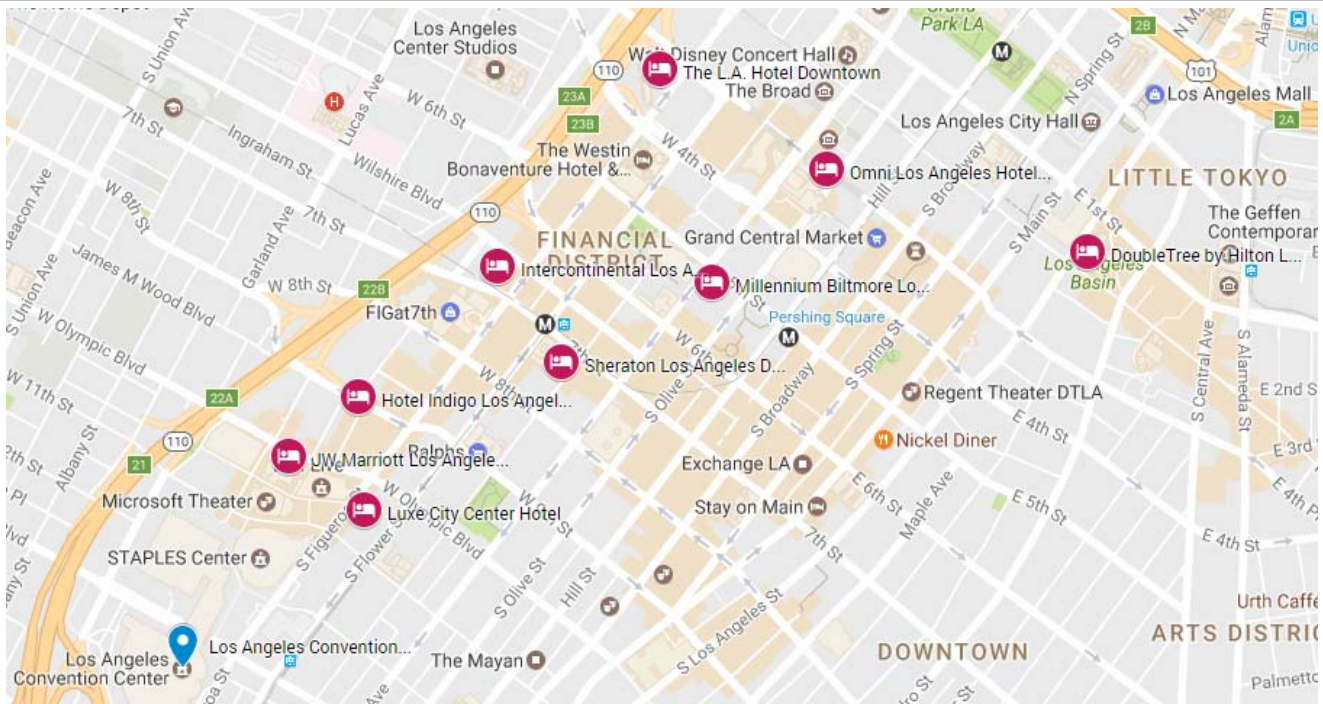 Los Angeles
Center Studios
Walt Disney Concert Hall
The L.A. Hotel Downtown
The Broad
Grand
Park LA
M
2B
101
Los Angeles Mall
2A
Los Angeles City Hall
N Spring St
110
23A
23B
H
S Union Ave
Lucas Ave
W 6th St
7th St
Ingraham St
Wilshire Blvd
The Westin
Bonaventure Hotel &...
W 4th St
Omni Los Angeles Hotel...
Hill St
S Broadway
S Main St
LITTLE TOKYO
E 1st St
The Geffen
Contemporar
Beacon Ave
W 8th St
Garland Ave
7th St
110
FINANCIAL
DISTRICT
Grand Central Market
DoubleTree by Hilton L...
Los Angeles
Basin
Intercontinental Los A...
Millennium Biltmore Lo...
James M Wood Blvd
W 8th St
22B
FIGat7th
M
Pershing Square
M
S Union Ave
W Olympic Blvd
7th St
W 6th St
S Spring St
Sheraton Los Angeles D...
W 8th St
S Olive St
S Broadway
Regent Theater DTLA
S Central Ave
S Alameda St
E 2nd S
W 11th St
22A
Hotel Indigo Los Angel...
E 4th St
Nickel Diner
E 3rd S
110
21
Albany St
Ralphs
JW Marriott Los Angele...
Exchange LA
Microsoft Theater
Luxe City Center Hotel
W Olympic Blvd
Stay on Main
E 6th St
Maple Ave
E 5th St
E 4th St
7th St
STAPLES Center
S Figueroa
S Flower S
S Olive St
Hill St
S Los Angeles St
Urth Caffé
ARTS DISTRIC
Los Angeles Convention...
Los Angeles
Convention Center
The Mayan
DOWNTOWN
Palmetto